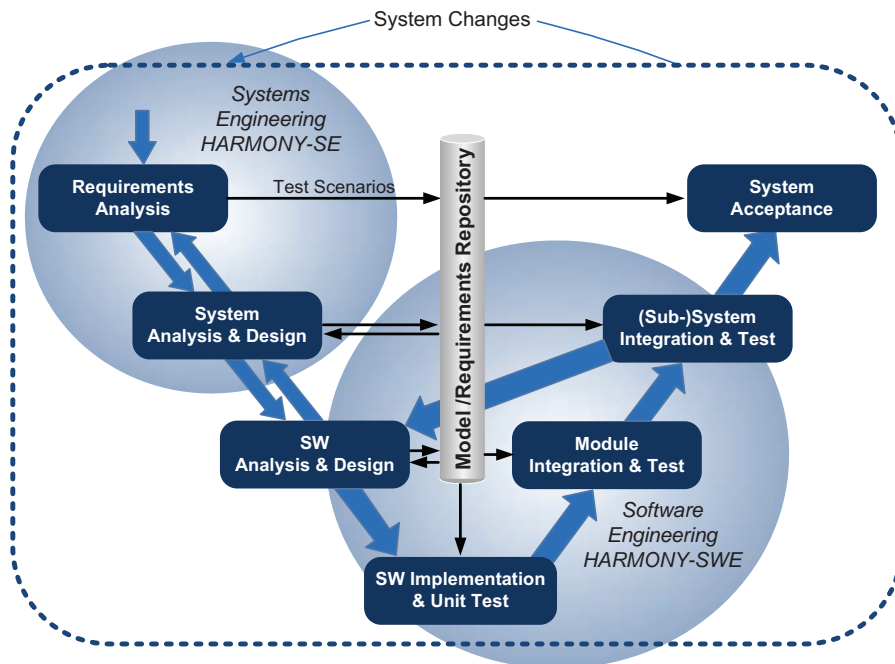 System Changes
Systems
Engineering
HARMONY-SE
Requirements
Analysis
Test Scenarios
Model /Requirements Repository
System
Acceptance
System
Analysis & Design
(Sub-)System
Integration & Test
SW
Analysis & Design
Module
Integration & Test
Software
Engineering
HARMONY-SWE
SW Implementation
& Unit Test